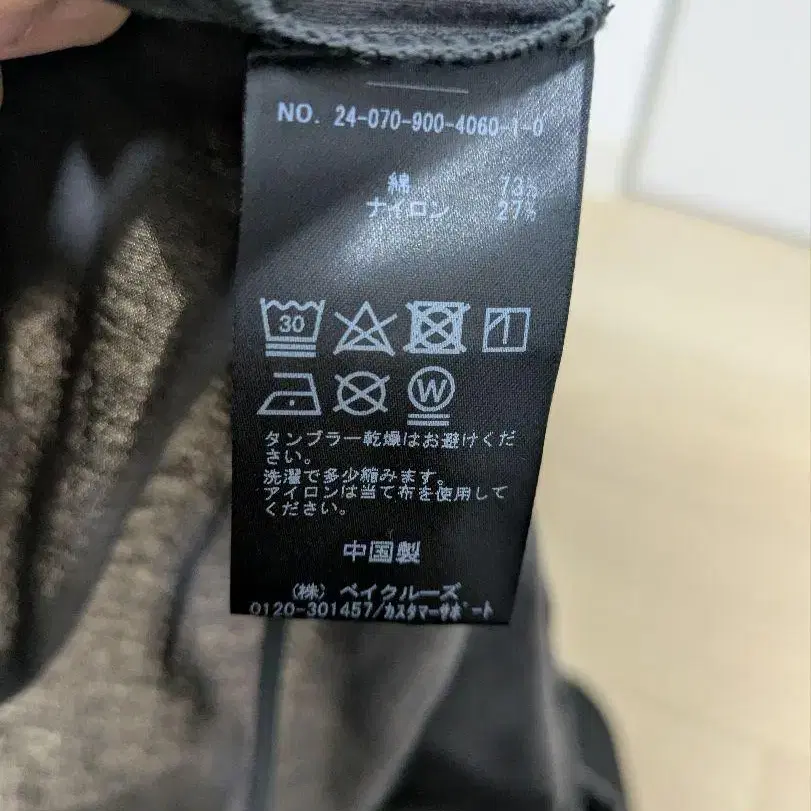 NO. 24-070-900-4060-1-0
綿 73%
ナイロン 27%
30
W
タンブラー乾燥はお避けくだ
さい。
洗濯で多少縮みます。
アイロンは当て布を使用して
ください。
中国製
(株) ベイクルーズ
0120-301457/カスタマーサポート